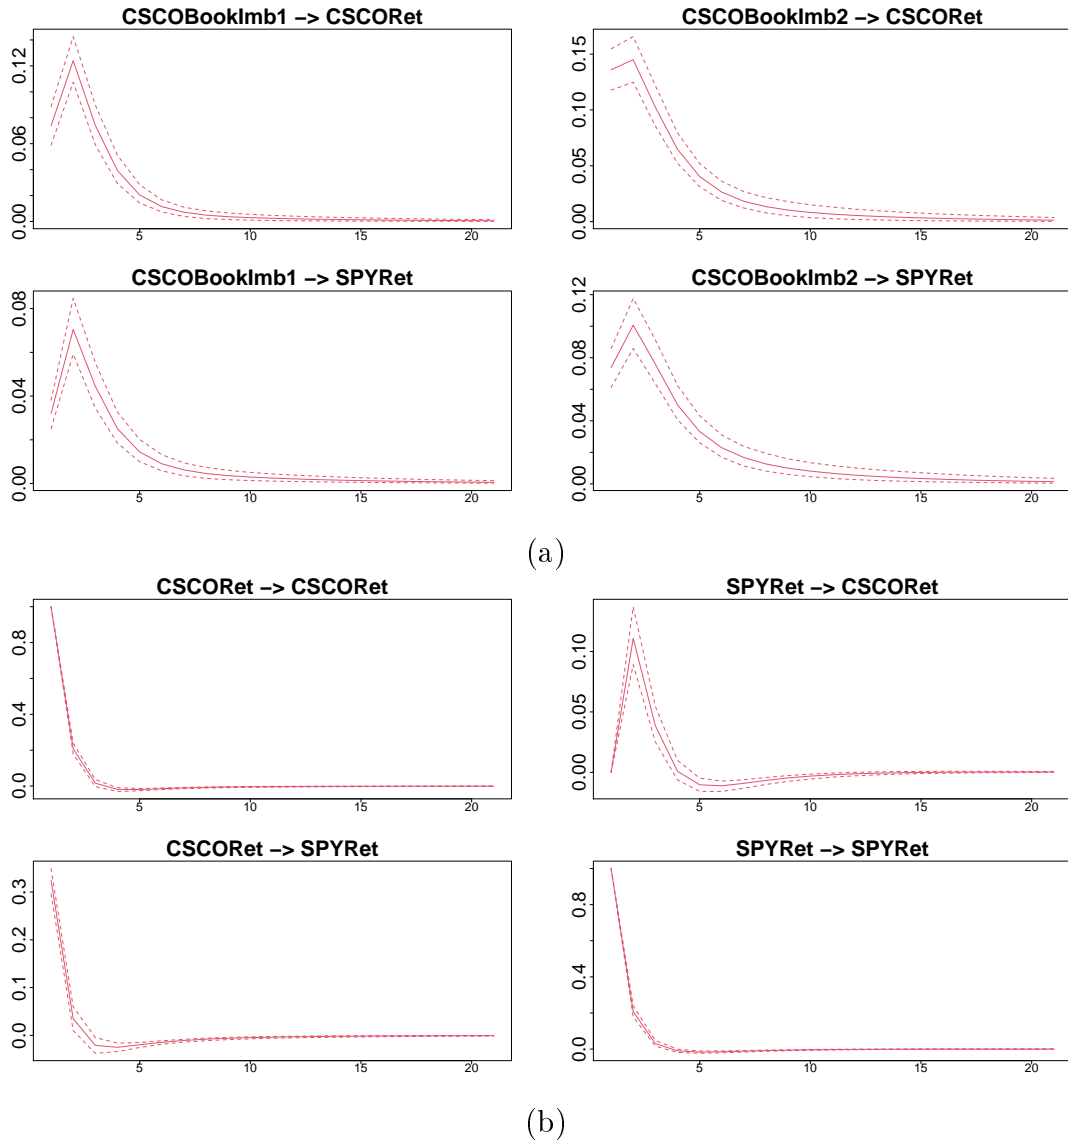 CSCOBookImb1 −> CSCORet
0.00 0.06 0.12
5 10 15 20
CSCOBookImb2 −> CSCORet
0.00 0.05 0.10 0.15
5 10 15 20
CSCOBookImb1 −> SPYRet
0.00 0.04 0.08
5 10 15 20
CSCOBookImb2 −> SPYRet
0.00 0.04 0.08 0.12
5 10 15 20
(a)
CSCORet −> CSCORet
0.0 0.4 0.8
5 10 15 20
SPYRet −> CSCORet
0.00 0.05 0.10
5 10 15 20
CSCORet −> SPYRet
0.0 0.1 0.2 0.3
5 10 15 20
SPYRet −> SPYRet
0.0 0.4 0.8
5 10 15 20
(b)